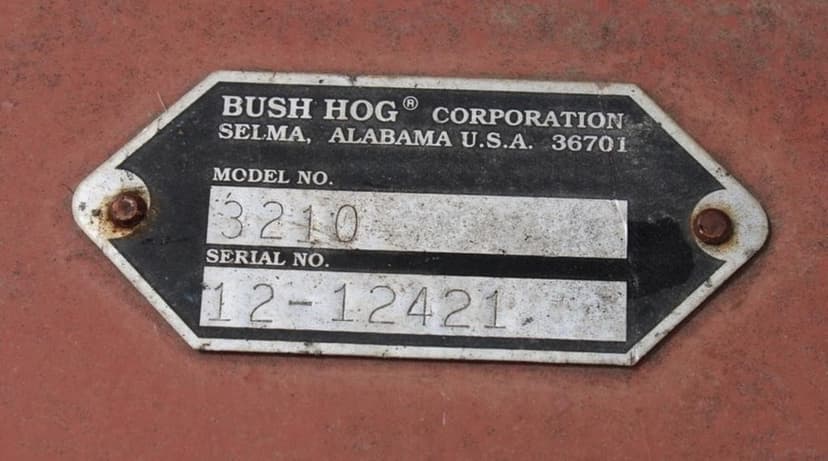 BUSH HOG® CORPORATION
SELMA, ALABAMA U.S.A. 36701
MODEL NO.
3210
SERIAL NO.
12-12421